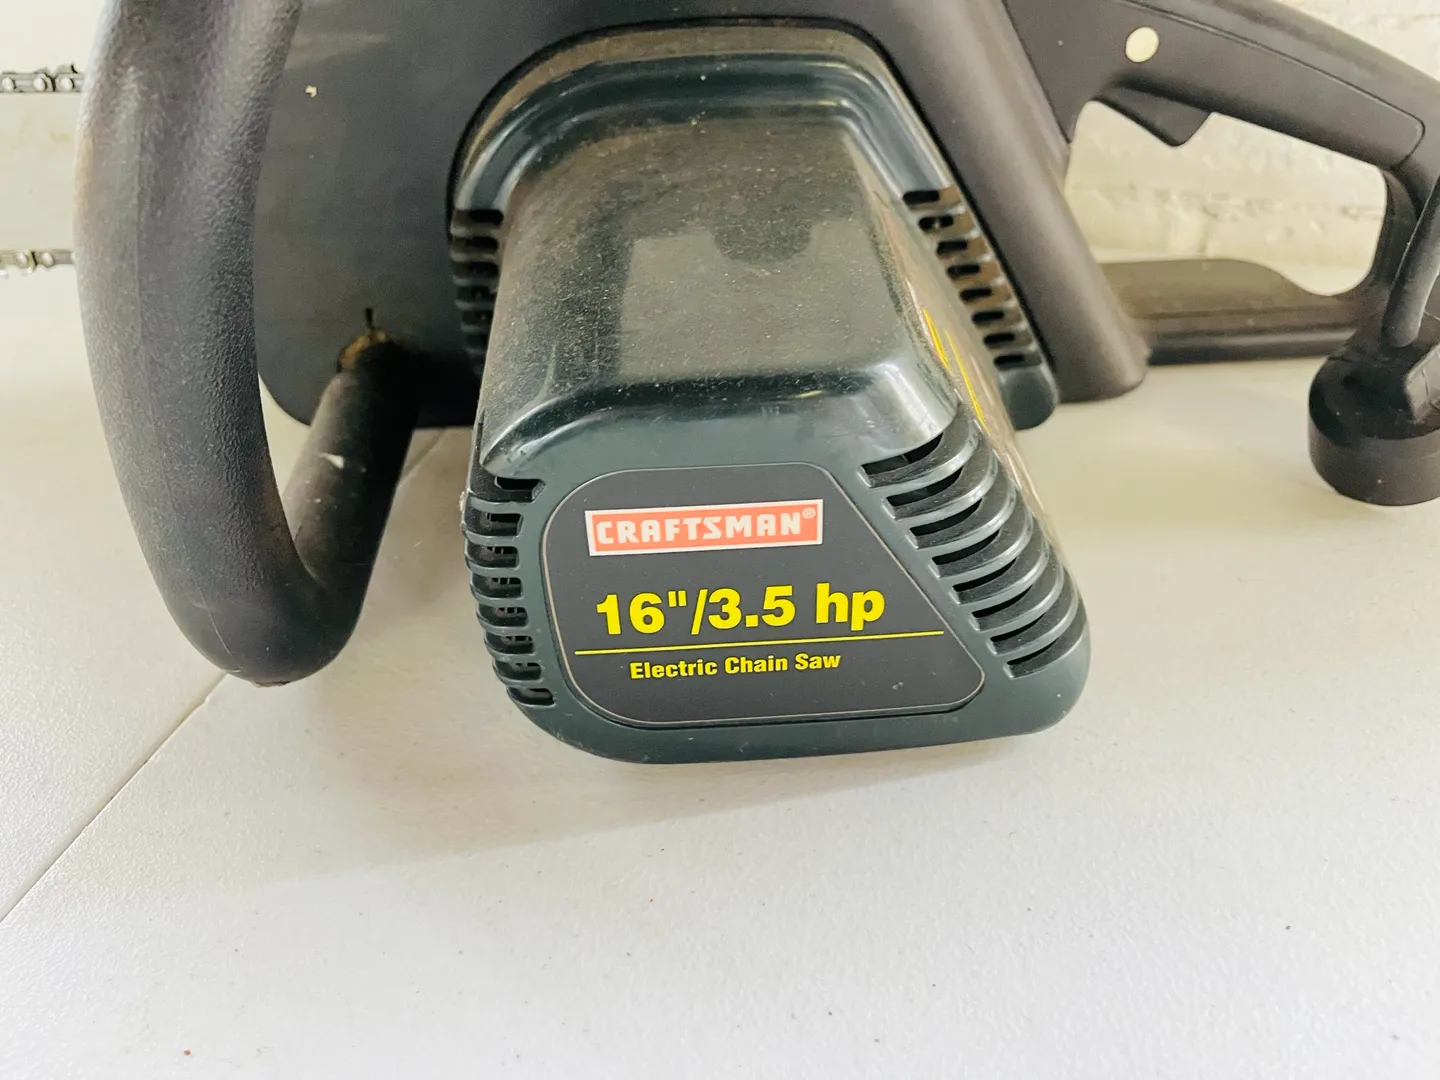 CRAFTSMAN®
16"/3.5 hp
Electric Chain Saw